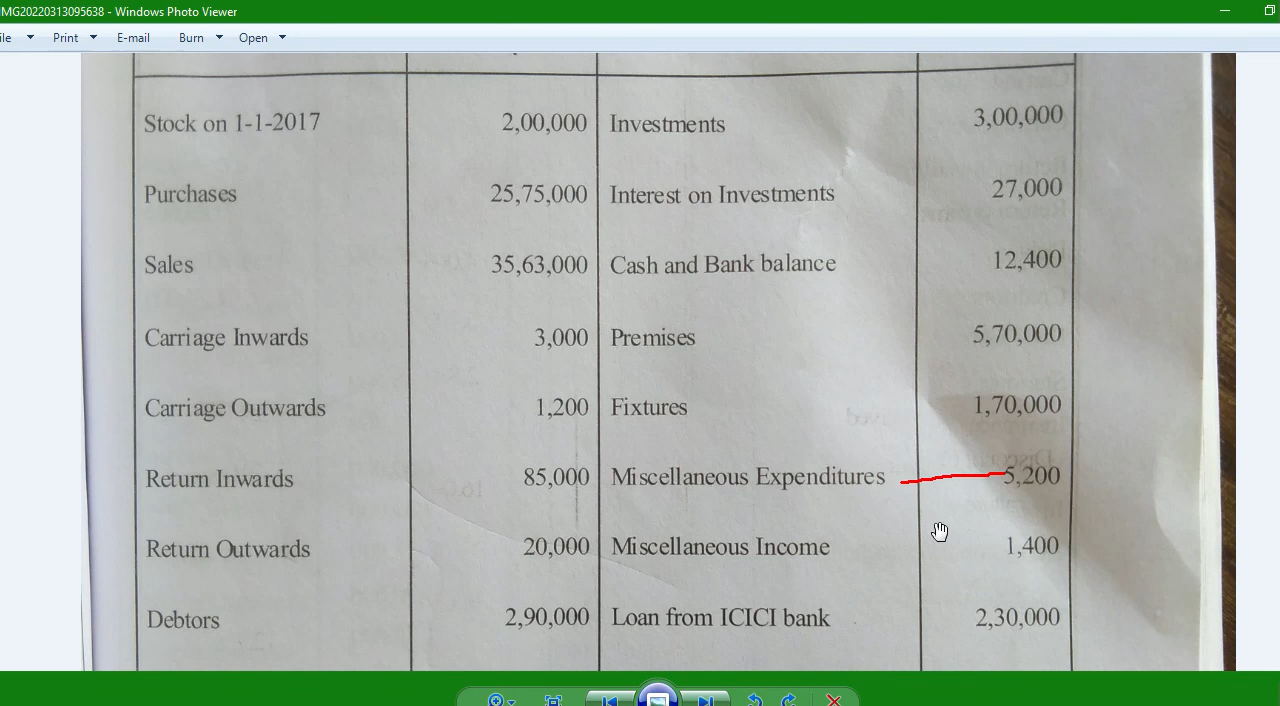 MG20220313095638 - Windows Photo Viewer
Print E-mail Burn Open
Stock on 1-1-2017 2,00,000 Investments 3,00,000
Purchases 25,75,000 Interest on Investments 27,000
Sales 35,63,000 Cash and Bank balance 12,400
Carriage Inwards 3,000 Premises 5,70,000
Carriage Outwards 1,200 Fixtures 1,70,000
Return Inwards 85,000 Miscellaneous Expenditures 5,200
Return Outwards 20,000 Miscellaneous Income 1,400
Debtors 2,90,000 Loan from ICICI bank 2,30,000